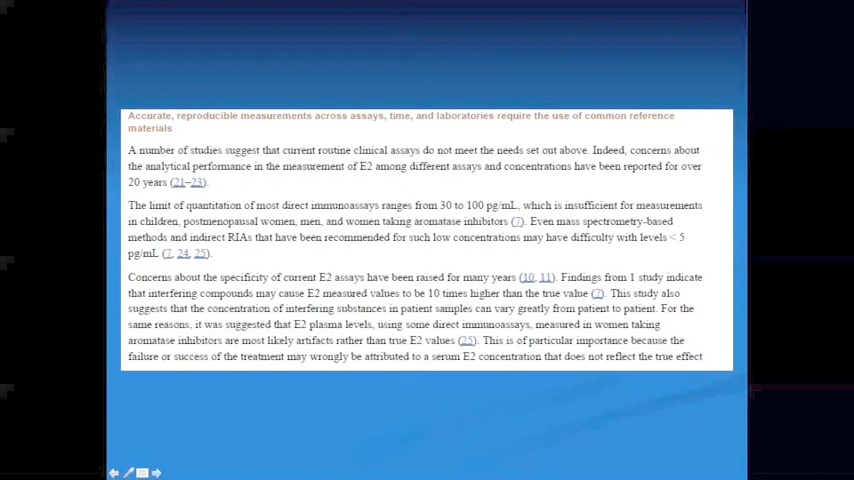 Accurate, reproducible measurements across assays, time, and laboratories require the use of common reference
materials
A number of studies suggest that current routine clinical assays do not meet the needs set out above. Indeed, concerns about
the analytical performance in the measurement of E2 among different assays and concentrations have been reported for over
20 years (21–23).
The limit of quantitation of most direct immunoassays ranges from 30 to 100 pg/mL, which is insufficient for measurements
in children, postmenopausal women, men, and women taking aromatase inhibitors (7). Even mass spectrometry-based
methods and indirect RIAs that have been recommended for such low concentrations may have difficulty with levels < 5
pg/mL (7, 24, 25).
Concerns about the specificity of current E2 assays have been raised for many years (10, 11). Findings from 1 study indicate
that interfering compounds may cause E2 measured values to be 10 times higher than the true value (7). This study also
suggests that the concentration of interfering substances in patient samples can vary greatly from patient to patient. For the
same reasons, it was suggested that E2 plasma levels, using some direct immunoassays, measured in women taking
aromatase inhibitors are most likely artifacts rather than true E2 values (25). This is of particular importance because the
failure or success of the treatment may wrongly be attributed to a serum E2 concentration that does not reflect the true effect